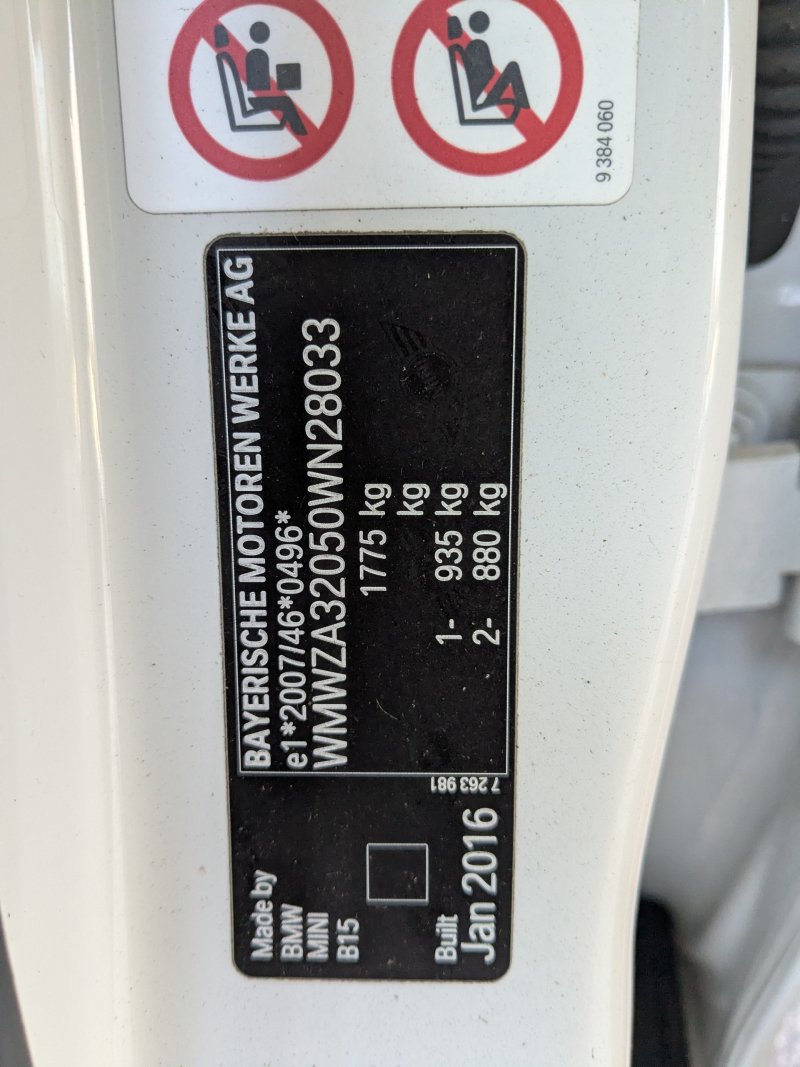 9 384 060
BAYERISCHE MOTOREN WERKE AG
e1*2007/46*0496*
WMWZA32050WN28033
1775 kg
kg
1- 935 kg
2- 880 kg
7 263 981
Made by
BMW
MINI
B15
Built
Jan 2016